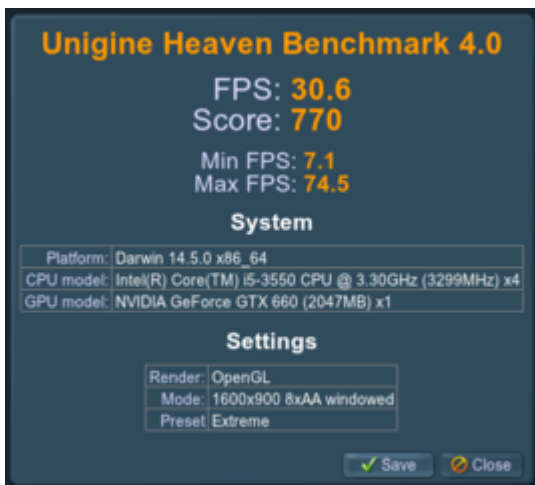 Unigine Heaven Benchmark 4.0
FPS: 30.6
Score: 770
Min FPS: 7.1
Max FPS: 74.5
System
Platform: Darwin 14.5.0 x86_64
CPU model: Intel(R) Core(TM) i5-3550 CPU @ 3.30GHz (3299MHz) x4
GPU model: NVIDIA GeForce GTX 660 (2047MB) x1
Settings
Render: OpenGL
Mode: 1600x900 8xAA windowed
Preset Extreme
Save Close